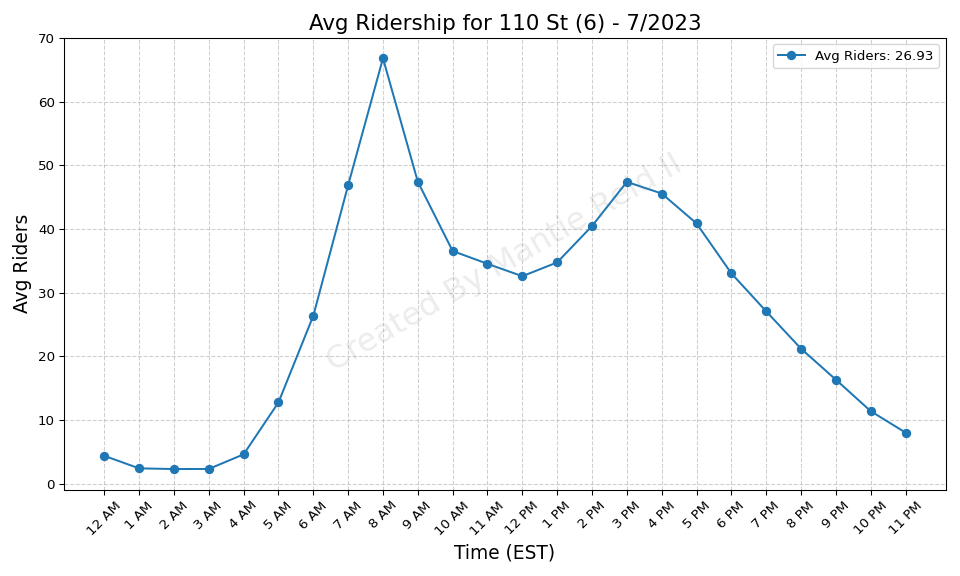 Avg Ridership for 110 St (6) - 7/2023
Avg Riders: 26.93
Avg Riders
70
60
50
40
30
20
10
0
Created By Mantie Reid II
12 AM
1 AM
2 AM
3 AM
4 AM
5 AM
6 AM
7 AM
8 AM
9 AM
10 AM
11 AM
12 PM
1 PM
2 PM
3 PM
4 PM
5 PM
6 PM
7 PM
8 PM
9 PM
10 PM
11 PM
Time (EST)